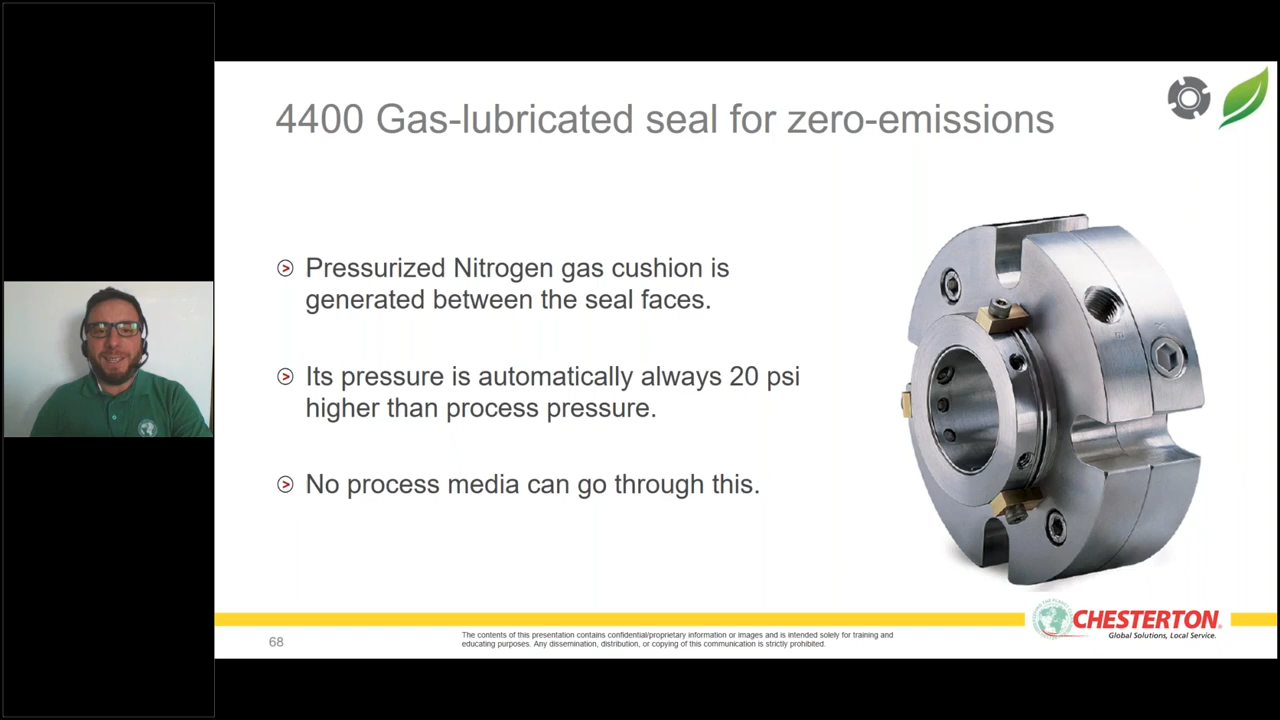 4400 Gas-lubricated seal for zero-emissions
Pressurized Nitrogen gas cushion is
generated between the seal faces.
Its pressure is automatically always 20 psi
higher than process pressure.
No process media can go through this.
CHESTERTON®
Global Solutions, Local Service.
68
The contents of this presentation contains confidential/proprietary information or images and is intended solely for training and
educating purposes. Any dissemination, distribution, or copying of this communication is strictly prohibited.